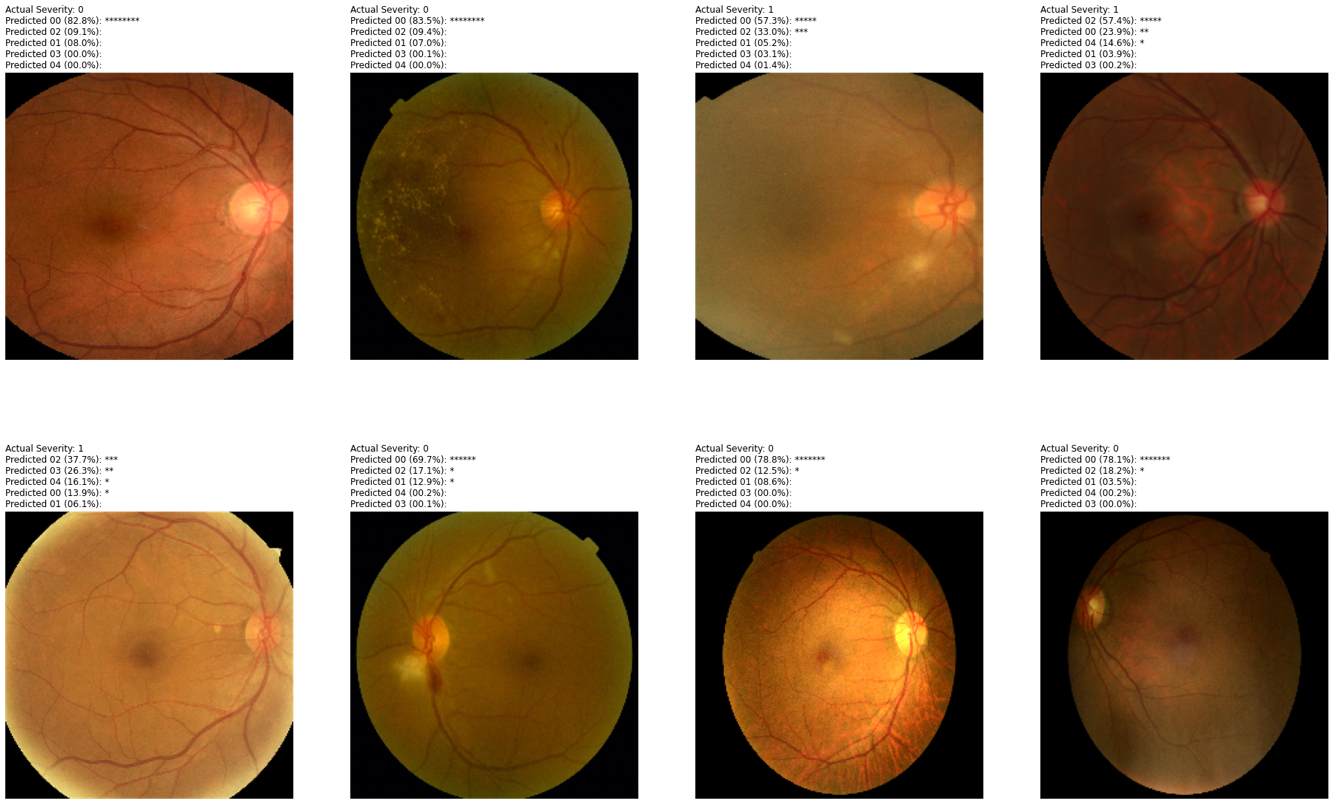 Actual Severity: 0
Predicted 00 (82.8%): ********
Predicted 02 (09.1%):
Predicted 01 (08.0%):
Predicted 03 (00.0%):
Predicted 04 (00.0%):
Actual Severity: 0
Predicted 00 (83.5%): ********
Predicted 02 (09.4%):
Predicted 01 (07.0%):
Predicted 03 (00.1%):
Predicted 04 (00.0%):
Actual Severity: 1
Predicted 00 (57.3%): *****
Predicted 02 (33.0%): ***
Predicted 01 (05.2%):
Predicted 03 (03.1%):
Predicted 04 (01.4%):
Actual Severity: 1
Predicted 02 (57.4%): *****
Predicted 00 (23.9%): **
Predicted 04 (14.6%): *
Predicted 01 (03.9%):
Predicted 03 (00.2%):
Actual Severity: 1
Predicted 02 (37.7%): ***
Predicted 03 (26.3%): **
Predicted 04 (16.1%): *
Predicted 00 (13.9%): *
Predicted 01 (06.1%):
Actual Severity: 0
Predicted 00 (69.7%): ******
Predicted 02 (17.1%): *
Predicted 01 (12.9%): *
Predicted 04 (00.2%):
Predicted 03 (00.1%):
Actual Severity: 0
Predicted 00 (78.8%): *******
Predicted 02 (12.5%): *
Predicted 01 (08.6%):
Predicted 03 (00.0%):
Predicted 04 (00.0%):
Actual Severity: 0
Predicted 00 (78.1%): *******
Predicted 02 (18.2%): *
Predicted 01 (03.5%):
Predicted 04 (00.2%):
Predicted 03 (00.0%):